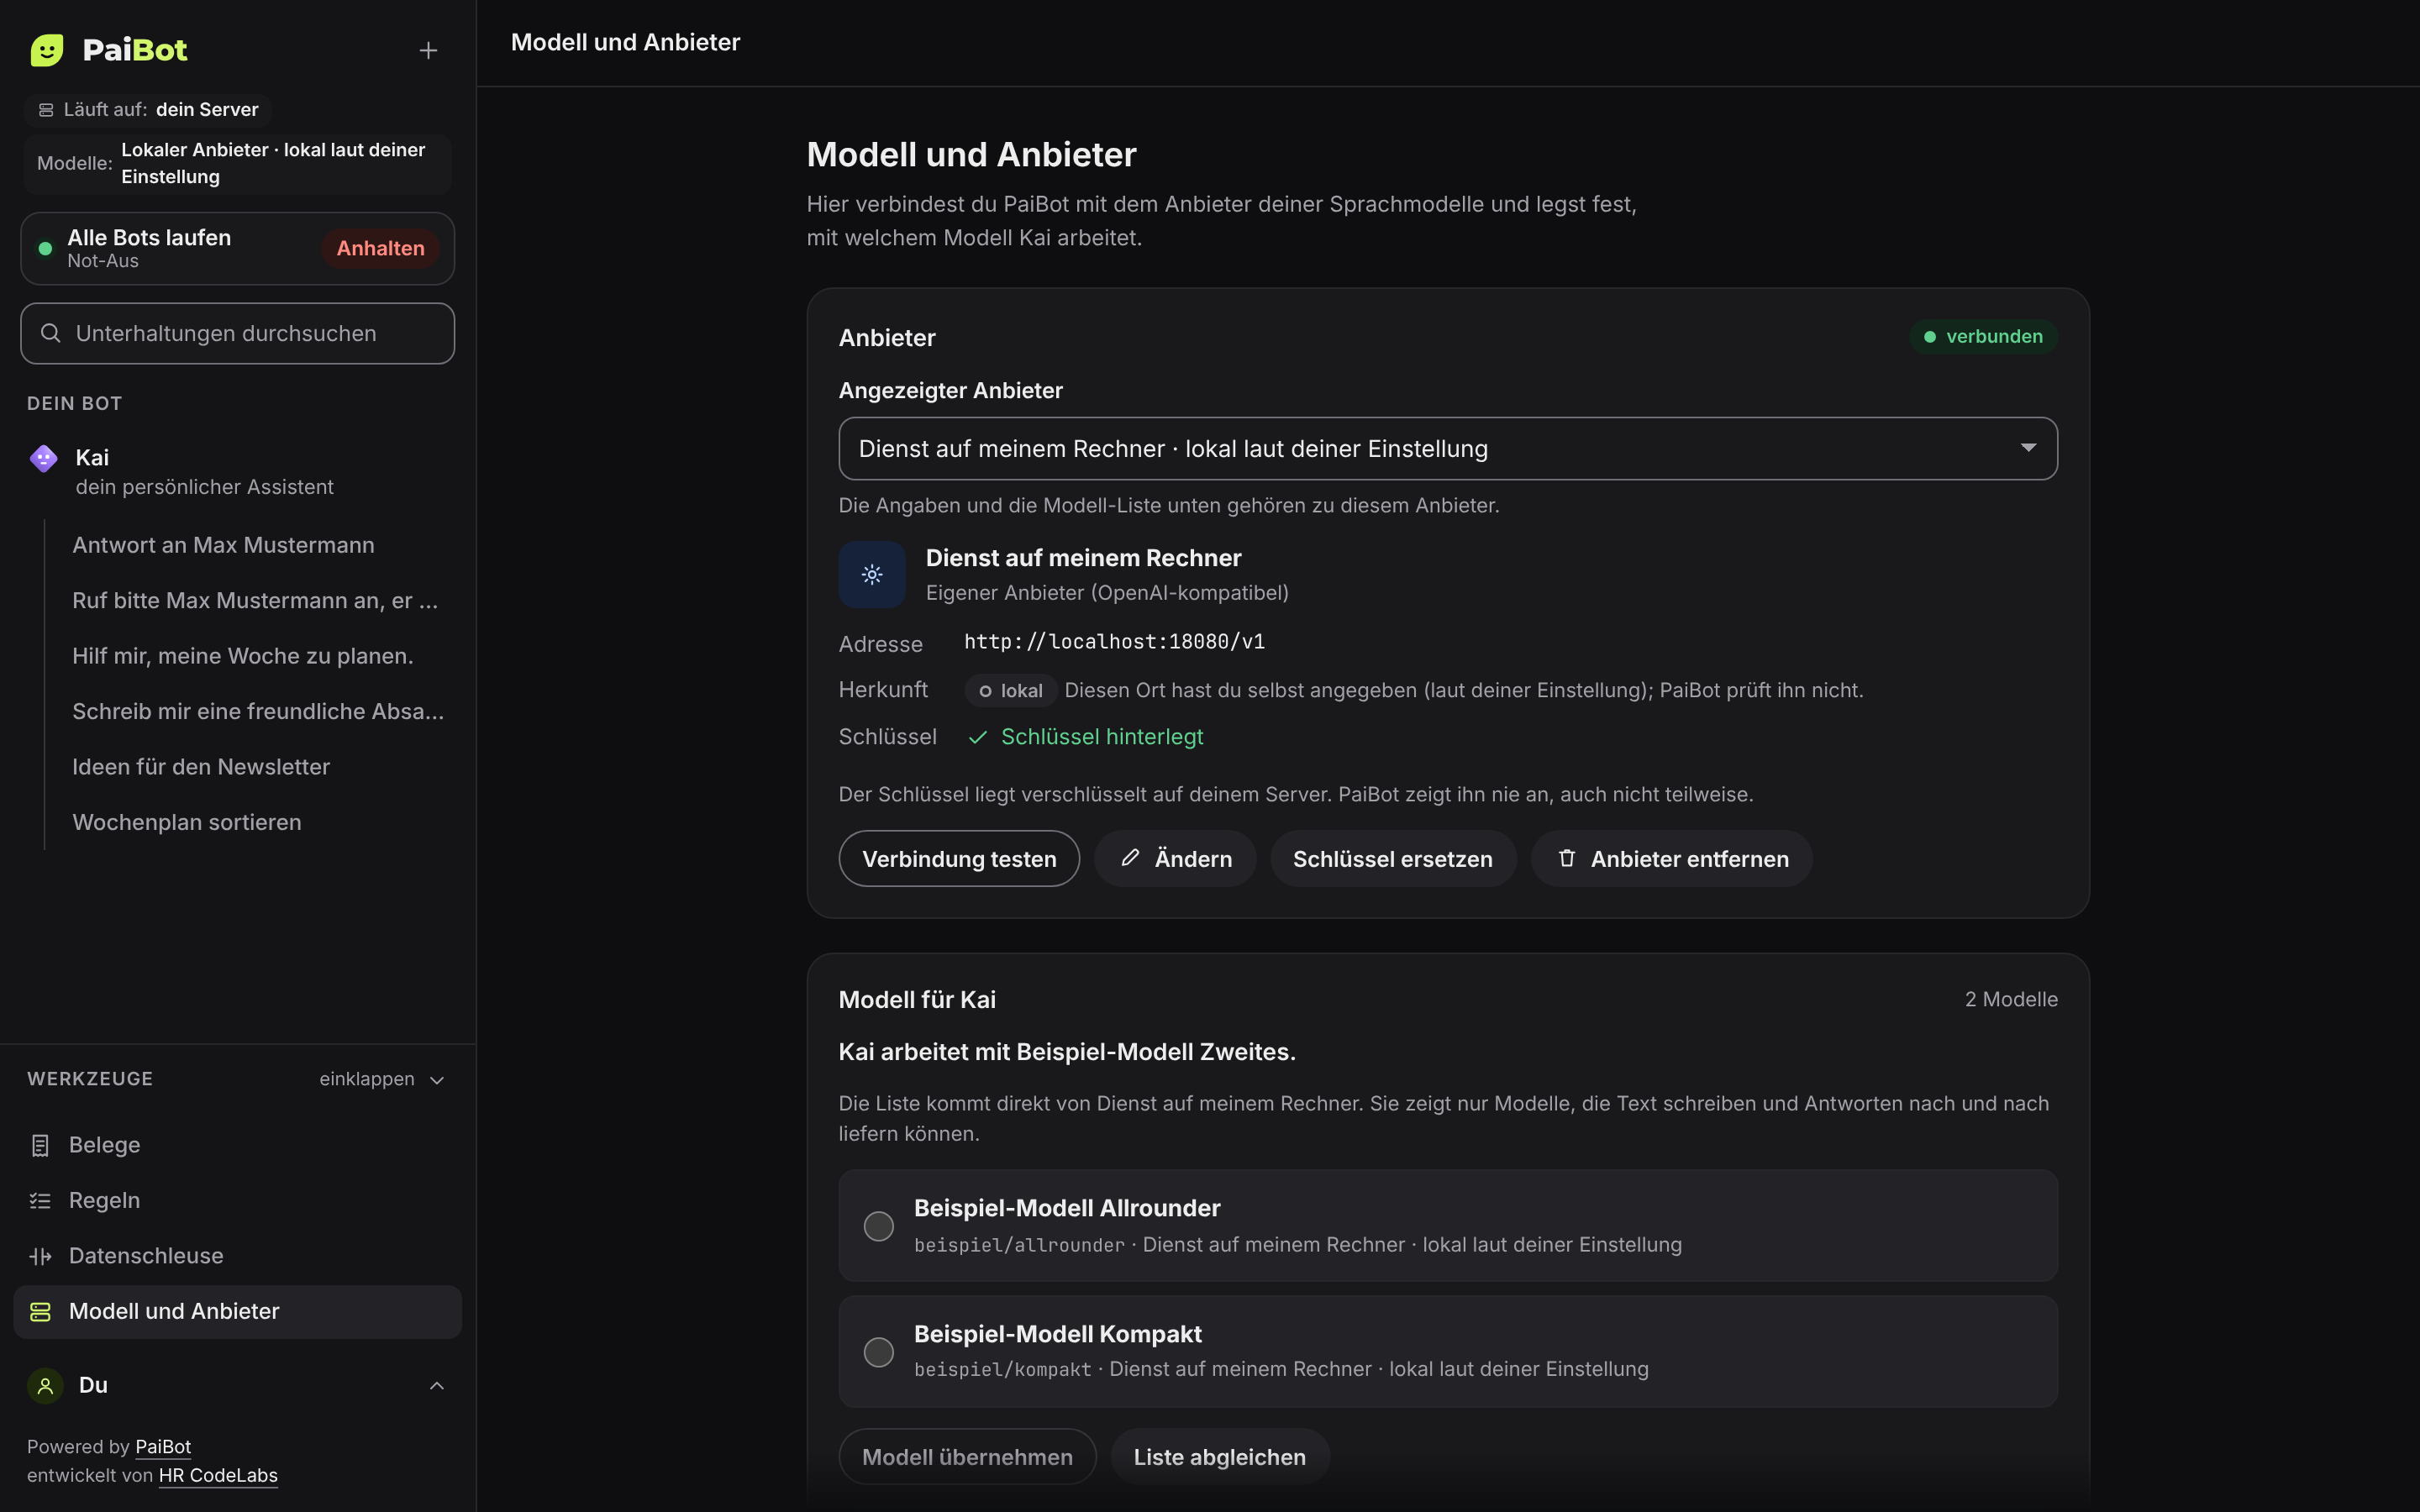 PaiBot
Läuft auf: dein Server
Modelle: Lokaler Anbieter · lokal laut deiner
Einstellung
Alle Bots laufen
Not-Aus
Anhalten
Unterhaltungen durchsuchen
DEIN BOT
Kai
dein persönlicher Assistent
Antwort an Max Mustermann
Ruf bitte Max Mustermann an, er ...
Hilf mir, meine Woche zu planen.
Schreib mir eine freundliche Absa...
Ideen für den Newsletter
Wochenplan sortieren
WERKZEUGE
einklappen
Belege
Regeln
Datenschleuse
Modell und Anbieter
Du
Powered by PaiBot
entwickelt von HR CodeLabs
Modell und Anbieter
Modell und Anbieter
Hier verbindest du PaiBot mit dem Anbieter deiner Sprachmodelle und legst fest,
mit welchem Modell Kai arbeitet.
Anbieter
verbunden
Angezeigter Anbieter
Dienst auf meinem Rechner · lokal laut deiner Einstellung
Die Angaben und die Modell-Liste unten gehören zu diesem Anbieter.
Dienst auf meinem Rechner
Eigener Anbieter (OpenAI-kompatibel)
Adresse http://localhost:18080/v1
Herkunft lokal Diesen Ort hast du selbst angegeben (laut deiner Einstellung); PaiBot prüft ihn nicht.
Schlüssel Schlüssel hinterlegt
Der Schlüssel liegt verschlüsselt auf deinem Server. PaiBot zeigt ihn nie an, auch nicht teilweise.
Verbindung testen Ändern Schlüssel ersetzen Anbieter entfernen
Modell für Kai
2 Modelle
Kai arbeitet mit Beispiel-Modell Zweites.
Die Liste kommt direkt von Dienst auf meinem Rechner. Sie zeigt nur Modelle, die Text schreiben und Antworten nach und nach
liefern können.
Beispiel-Modell Allrounder
beispiel/allrounder · Dienst auf meinem Rechner · lokal laut deiner Einstellung
Beispiel-Modell Kompakt
beispiel/kompakt · Dienst auf meinem Rechner · lokal laut deiner Einstellung
Modell übernehmen Liste abgleichen